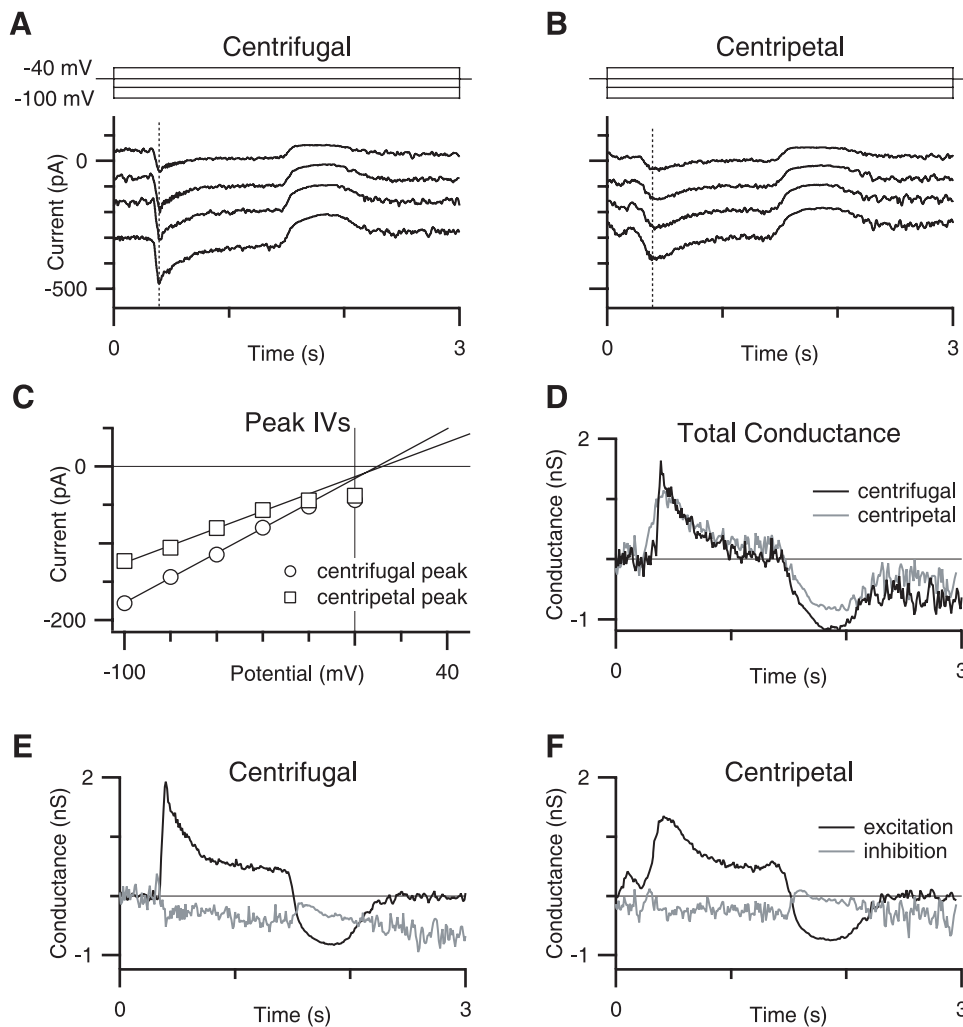 A
Centrifugal
-40 mV
-100 mV
0
-500
Current (pA)
0
3
Time (s)
B
Centripetal
0
-500
0
3
Time (s)
C
Peak IVs
0
-200
Current (pA)
centrifugal peak
centripetal peak
-100
40
Potential (mV)
D
Total Conductance
2
-1
Conductance (nS)
centrifugal
centripetal
0
3
Time (s)
E
Centrifugal
2
-1
Conductance (nS)
0
3
Time (s)
F
Centripetal
2
-1
Conductance (nS)
excitation
inhibition
0
3
Time (s)